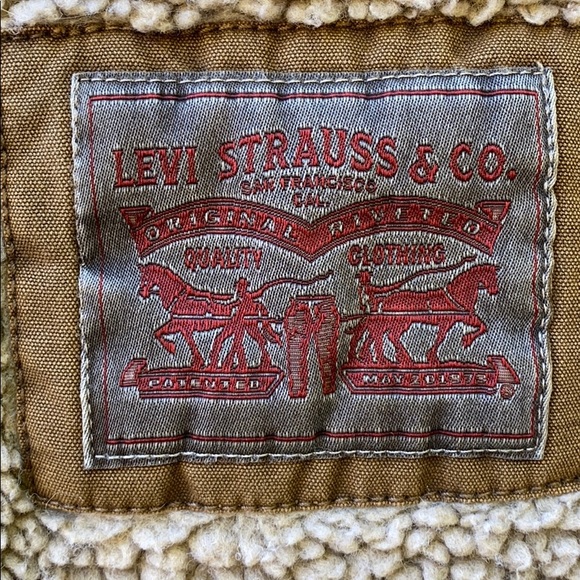 LEVI STRAUSS & CO.
SAN FRANCISCO
CAL.
ORIGINAL RIVETED
QUALITY CLOTHING
PATENTED MAY 20 1873 ®